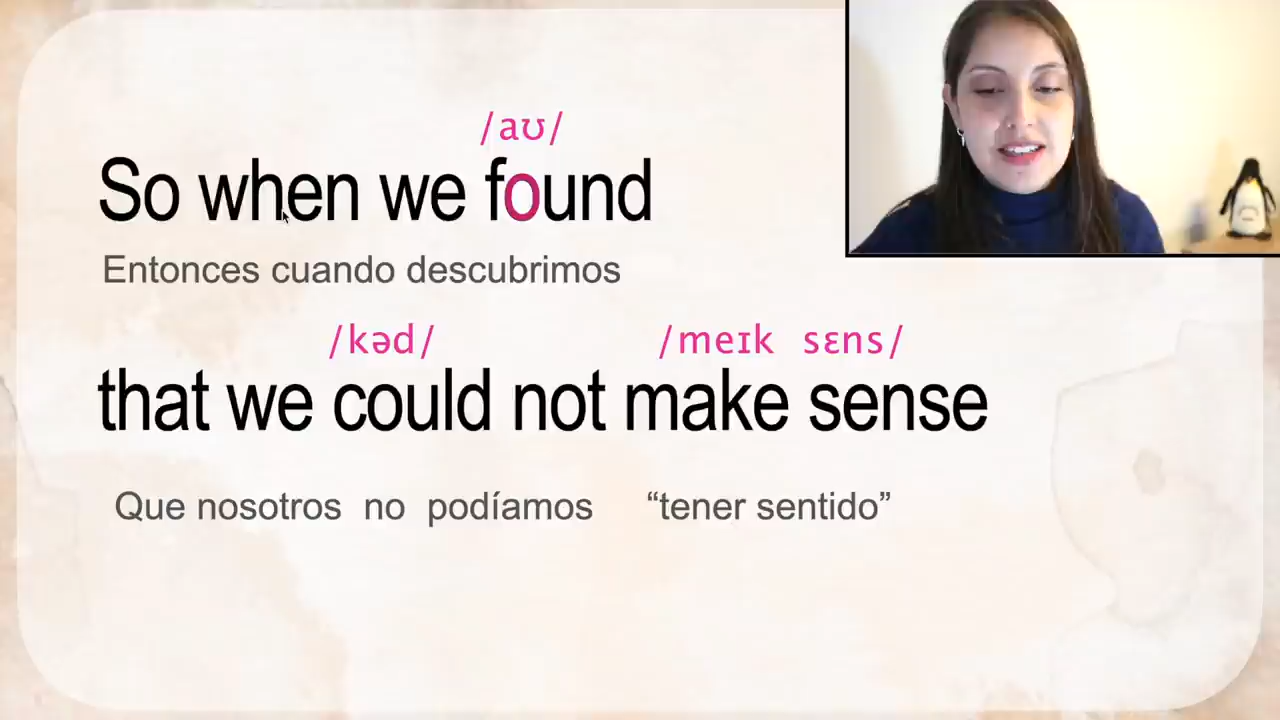 /aʊ/
So when we found
Entonces cuando descubrimos
/kəd/ /meɪk sɛns/
that we could not make sense
Que nosotros no podíamos “tener sentido”